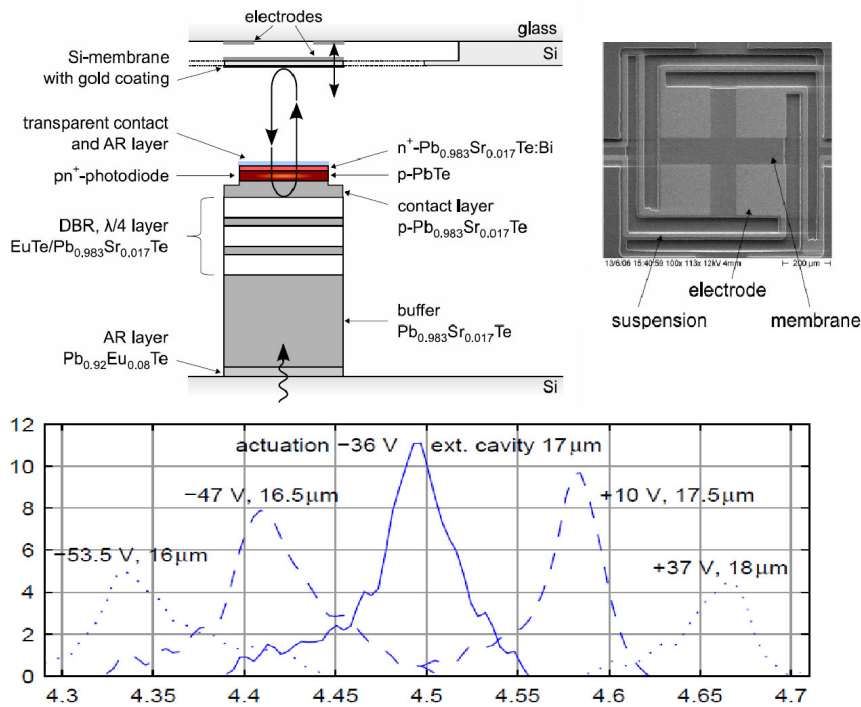 electrodes
glass
Si
Si-membrane
with gold coating
transparent contact
and AR layer
n⁺-Pb₀.₉₈₃Sr₀.₀₁₇Te:Bi
pn⁺-photodiode
p-PbTe
contact layer
p-Pb₀.₉₈₃Sr₀.₀₁₇Te
DBR, λ/4 layer
EuTe/Pb₀.₉₈₃Sr₀.₀₁₇Te
buffer
Pb₀.₉₈₃Sr₀.₀₁₇Te
AR layer
Pb₀.₉₂Eu₀.₀₈Te
Si
13/6/06 15:40:59 100x 113x 12kV 4mm 200 µm
electrode
suspension
membrane
12
10
8
6
4
2
0
actuation −36 V ext. cavity 17µm
−47 V, 16.5µm
+10 V, 17.5µm
−53.5 V, 16µm
+37 V, 18µm
4.3 4.35 4.4 4.45 4.5 4.55 4.6 4.65 4.7